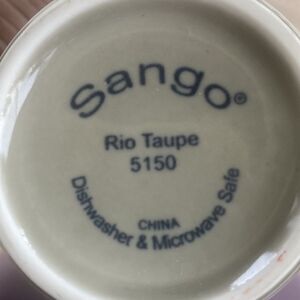 Sango®
Rio Taupe
5150
CHINA
Dishwasher & Microwave Safe